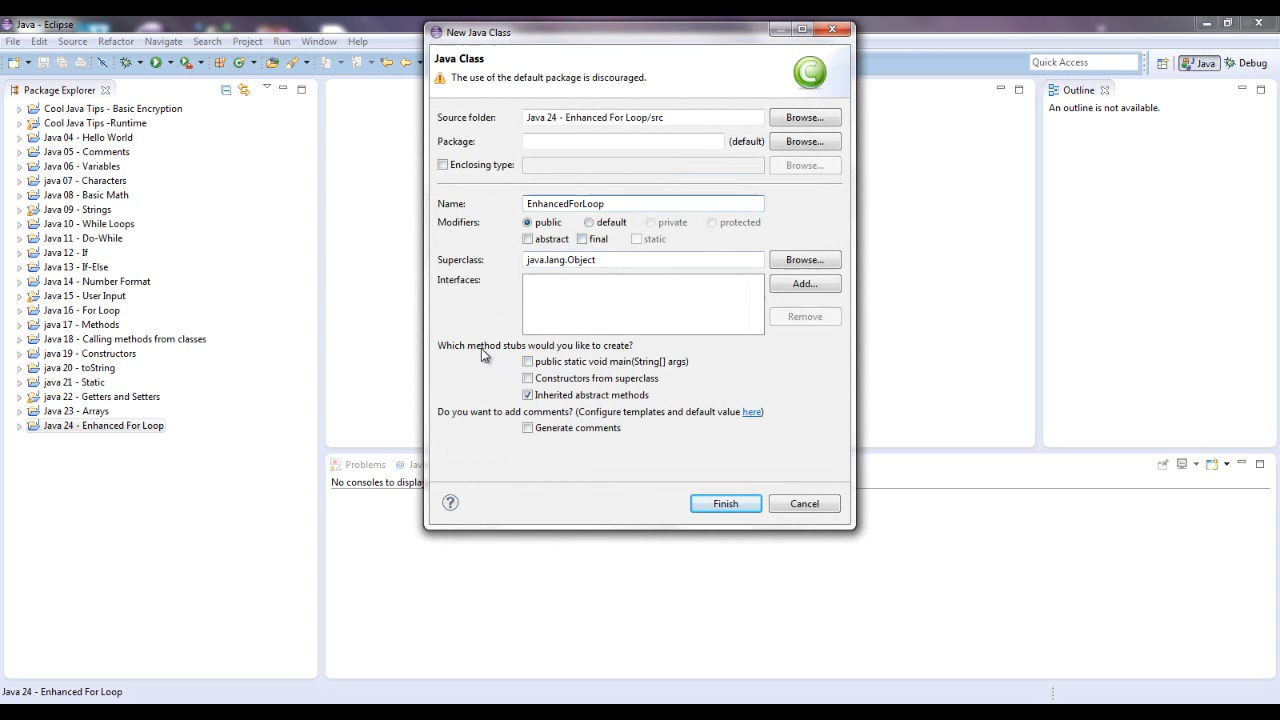 Java - Eclipse
File Edit Source Refactor Navigate Search Project Run Window Help
Quick Access
Java
Debug
Package Explorer
Cool Java Tips - Basic Encryption
Cool Java Tips -Runtime
Java 04 - Hello World
Java 05 - Comments
Java 06 - Variables
java 07 - Characters
Java 08 - Basic Math
Java 09 - Strings
Java 10 - While Loops
Java 11 - Do-While
Java 12 - If
Java 13 - If-Else
Java 14 - Number Format
Java 15 - User Input
Java 16 - For Loop
java 17 - Methods
Java 18 - Calling methods from classes
java 19 - Constructors
java 20 - toString
java 21 - Static
java 22 - Getters and Setters
Java 23 - Arrays
Java 24 - Enhanced For Loop
New Java Class
Java Class
The use of the default package is discouraged.
C
Source folder: Java 24 - Enhanced For Loop/src Browse...
Package: (default) Browse...
Enclosing type: Browse...
Name: EnhancedForLoop
Modifiers: public default private protected
abstract final static
Superclass: java.lang.Object Browse...
Interfaces: Add...
Remove
Which method stubs would you like to create?
public static void main(String[] args)
Constructors from superclass
Inherited abstract methods
Do you want to add comments? (Configure templates and default value here)
Generate comments
? Finish Cancel
Outline
An outline is not available.
Problems @ Jav
No consoles to display
Java 24 - Enhanced For Loop